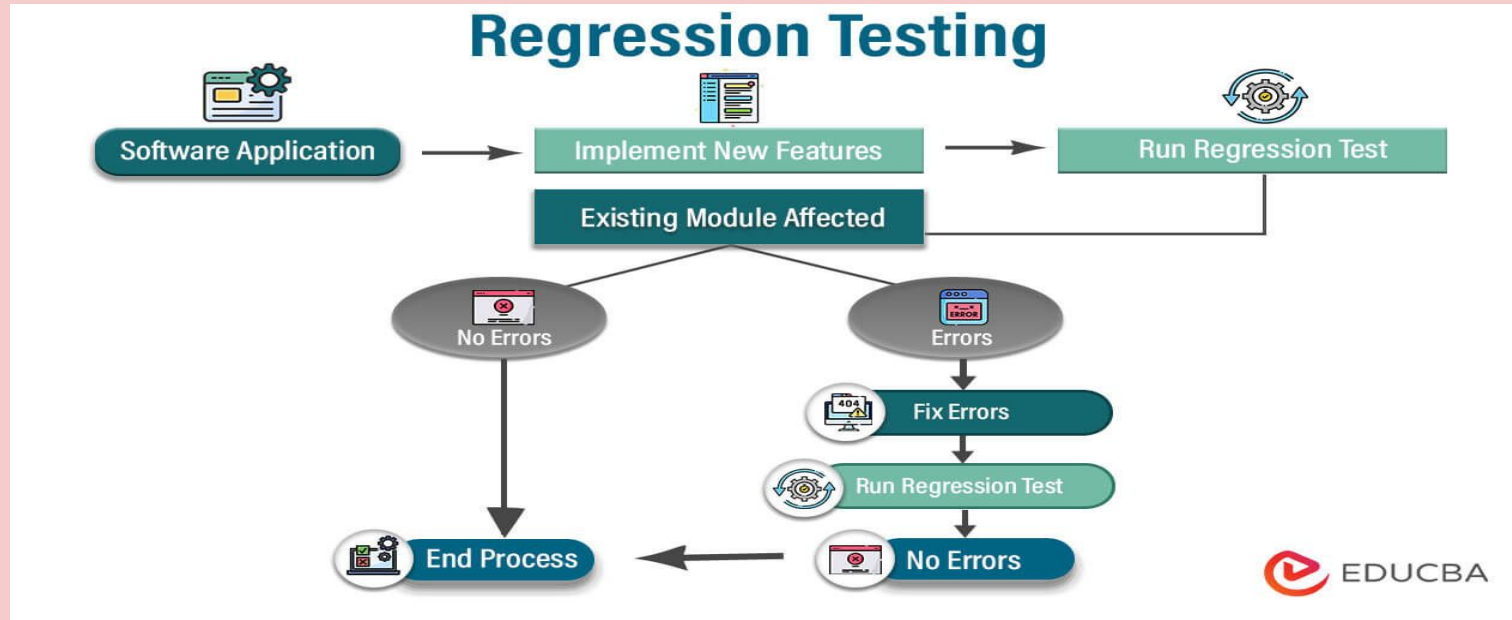 Regression Testing
Software Application
Implement New Features
Run Regression Test
Existing Module Affected
No Errors
ERROR
Errors
404
Fix Errors
Run Regression Test
End Process
No Errors
EDUCBA